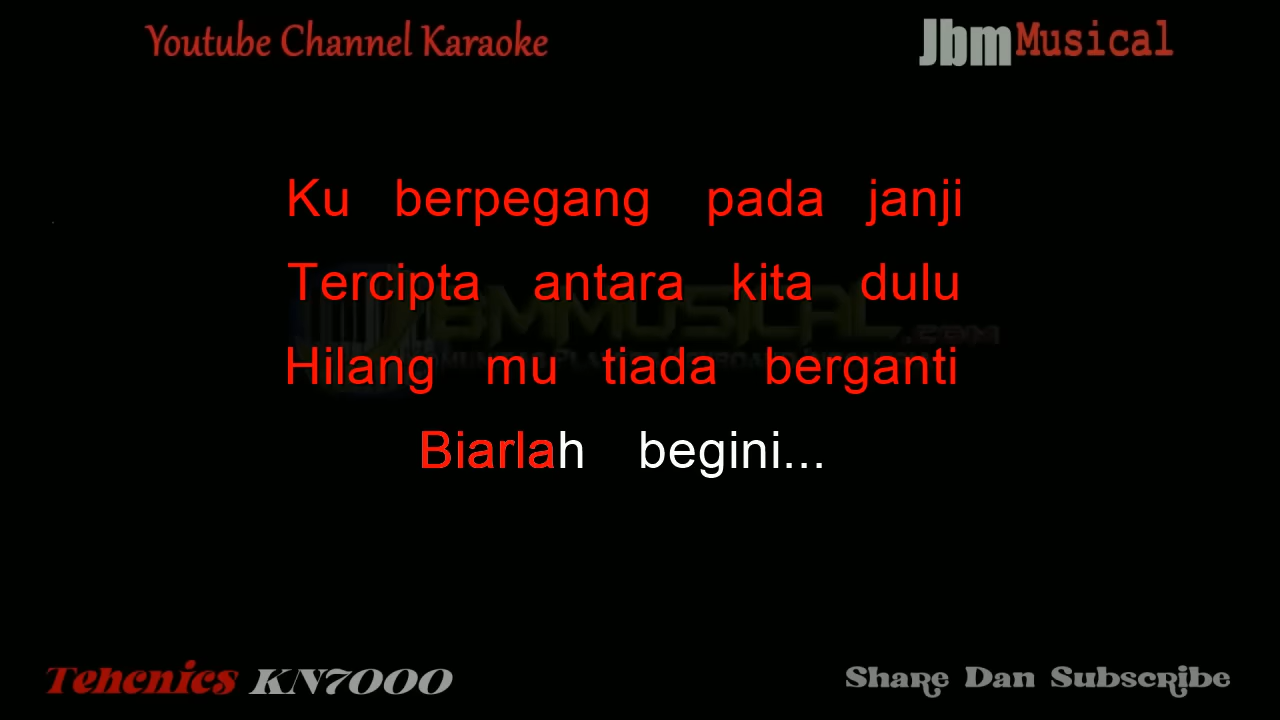 Youtube Channel Karaoke
JbmMusical
Ku berpegang pada janji
Tercipta antara kita dulu
Hilang mu tiada berganti
Biarlah begini...
Tehcnics KN7000
Share Dan Subscribe